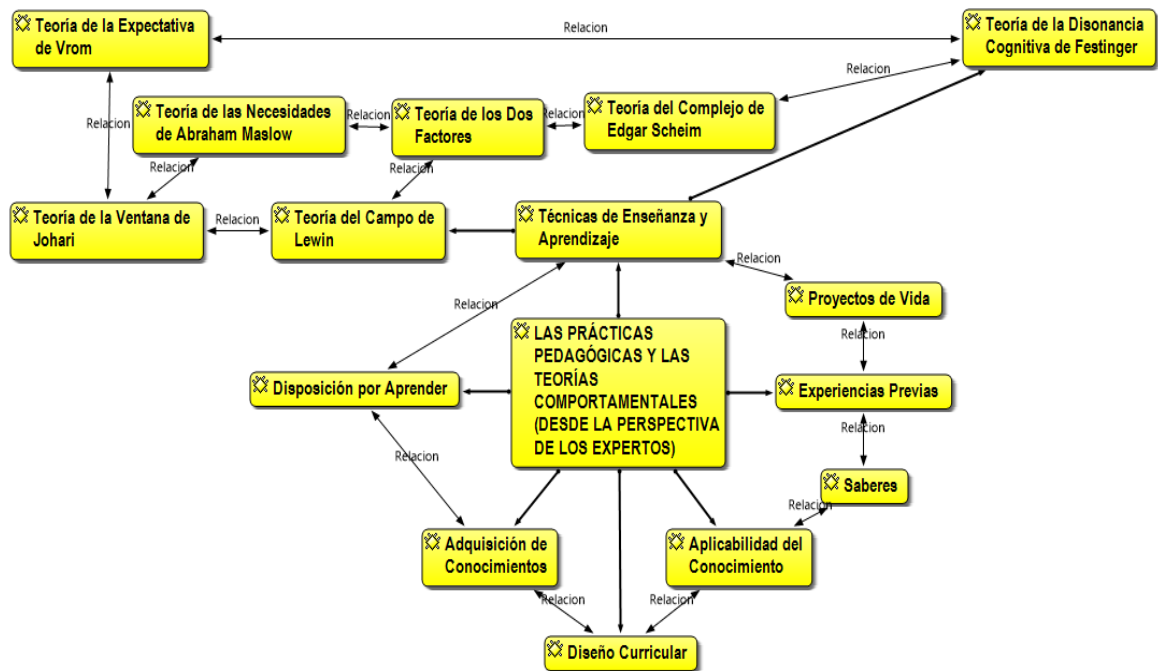 Relacion
Teoría de la Expectativa
de Vrom
Teoría de la Disonancia
Cognitiva de Festinger
Relacion
Teoría de las Necesidades
de Abraham Maslow
Relacion
Teoría de los Dos
Factores
Relacion
Teoría del Complejo de
Edgar Scheim
Relacion
Relacion
Relacion
Teoría de la Ventana de
Johari
Relacion
Teoría del Campo de
Lewin
Técnicas de Enseñanza y
Aprendizaje
Relacion
Proyectos de Vida
Relacion
LAS PRÁCTICAS
PEDAGÓGICAS Y LAS
TEORÍAS
COMPORTAMENTALES
(DESDE LA PERSPECTIVA
DE LOS EXPERTOS)
Relacion
Disposición por Aprender
Experiencias Previas
Relacion
Relacion
Saberes
Relacion
Adquisición de
Conocimientos
Aplicabilidad del
Conocimiento
Relacion
Relacion
Diseño Curricular